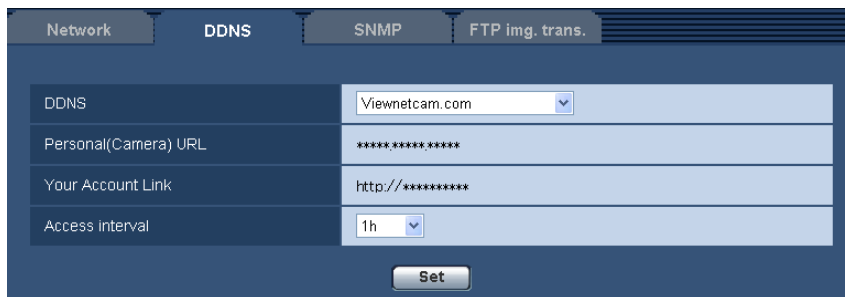 Network DDNS SNMP FTP img. trans.
DDNS Viewnetcam.com
Personal(Camera) URL *****.*****.*****
Your Account Link http://**********
Access interval 1h
Set